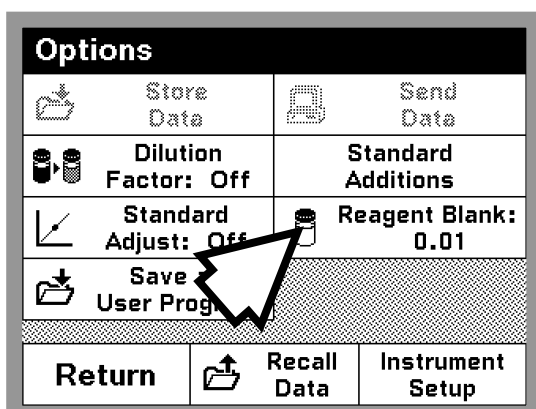 Options
Store
Data
Send
Data
Dilution
Factor: Off
Standard
Additions
Standard
Adjust: Off
Reagent Blank:
0.01
Save
User
Return
Recall
Data
Instrument
Setup